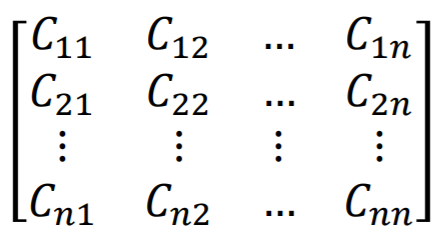 C₁₁ C₁₂ ... C₁ₙ
C₂₁ C₂₂ ... C₂ₙ
⋮ ⋮ ⋮ ⋮
Cₙ₁ Cₙ₂ ... Cₙₙ